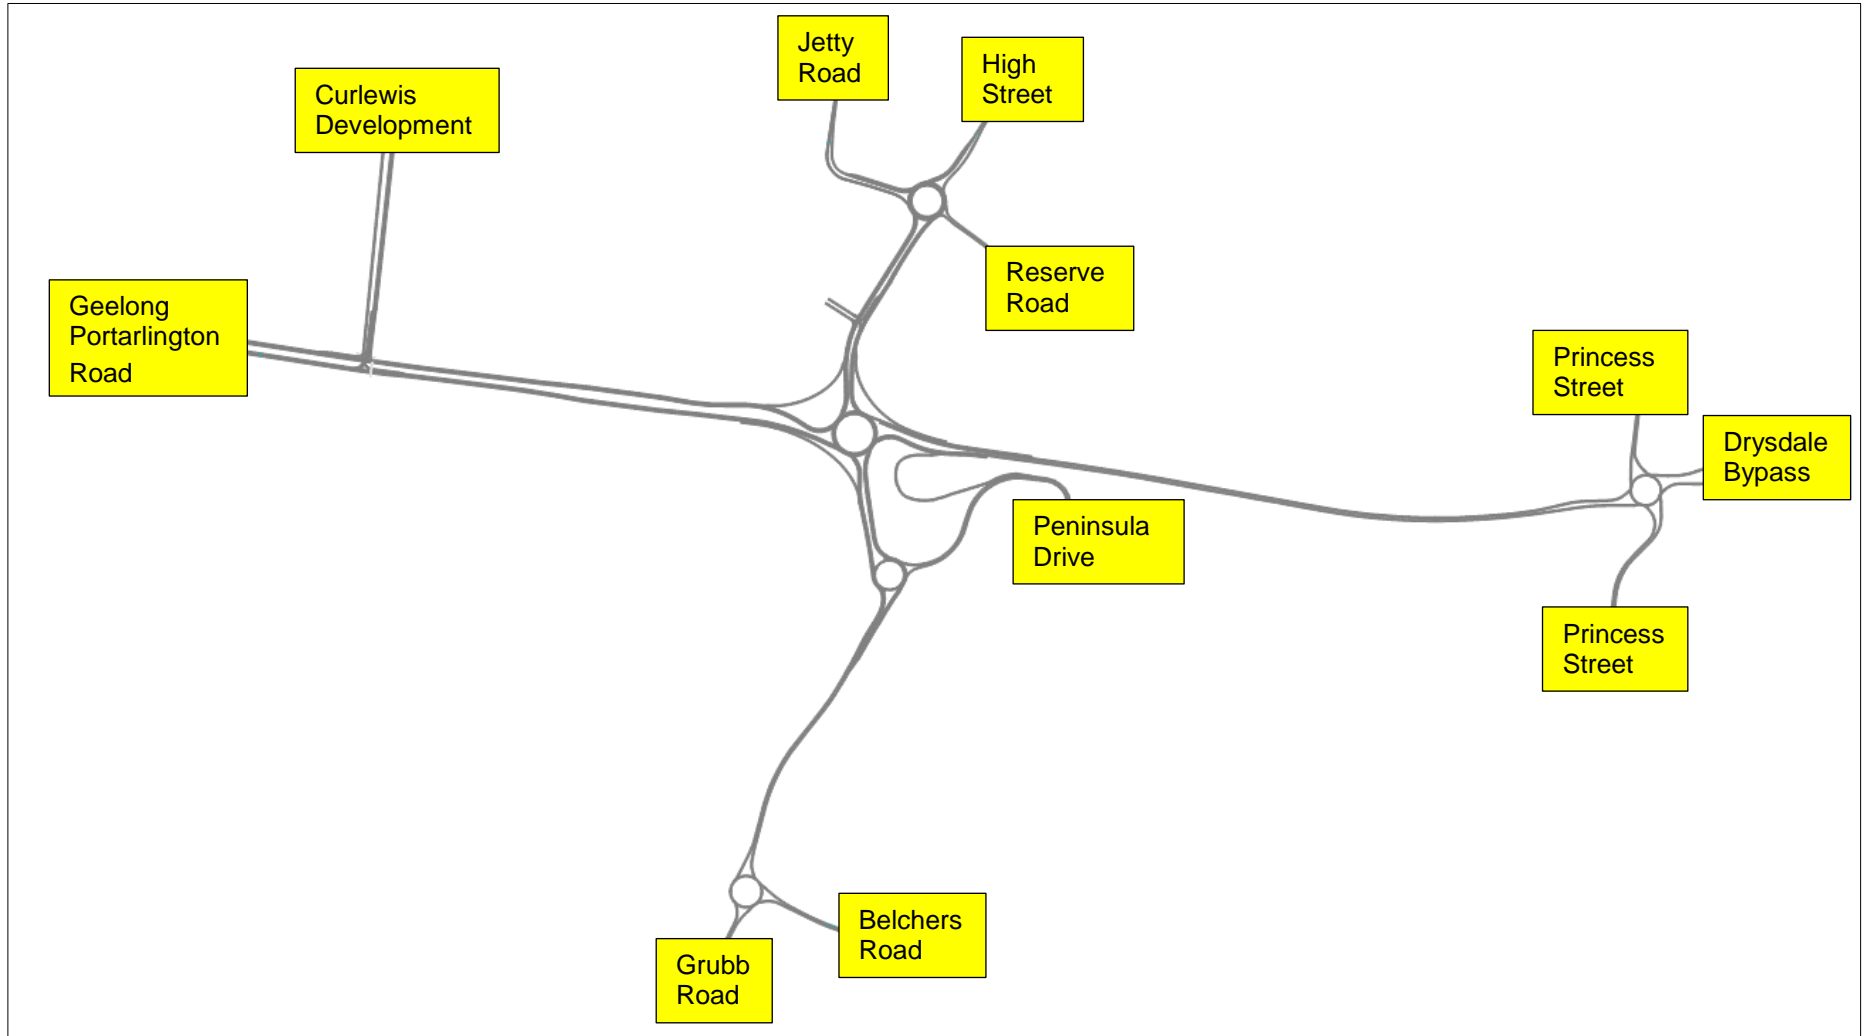 Jetty
Road
High
Street
Curlewis
Development
Reserve
Road
Geelong
Portarlington
Road
Princess
Street
Drysdale
Bypass
Peninsula
Drive
Princess
Street
Belchers
Road
Grubb
Road